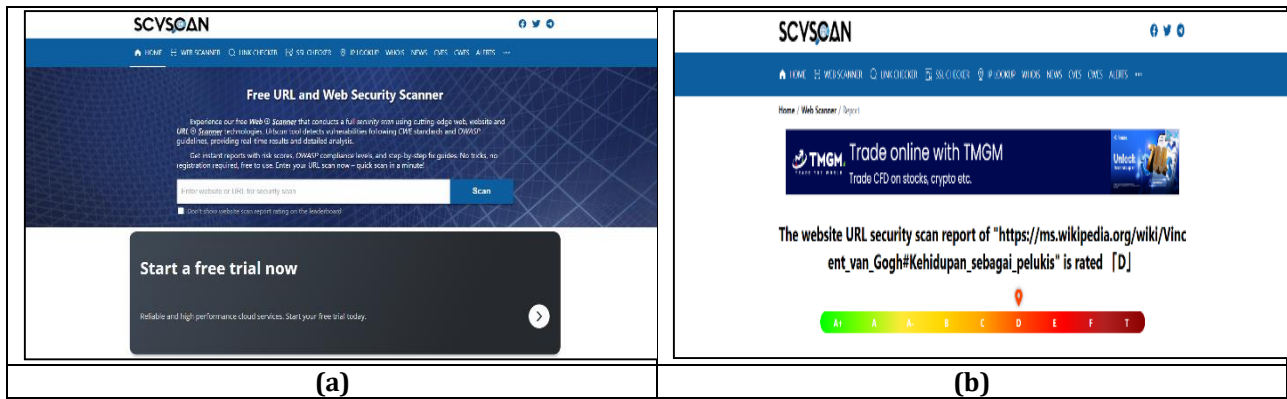 SCVSCAN
HOME WEB SCANNER LINK CHECKER SSL CHECKER IP LOOKUP WHOIS NEWS CVES CWES ALERTS ...
Free URL and Web Security Scanner
Experience our free Web Scanner that conducts a full security scan using cutting-edge web, website and
URL Scanner technologies. Urlscan tool detects vulnerabilities following CWE standards and OWASP
guidelines, providing real time results and detailed analysis.
Get instant reports with risk scores, OWASP compliance levels, and step-by-step fix guides. No tricks, no
registration required, free to use. Enter your URL scan now – quick scan in a minute!
Enter website or URL for security scan
Scan
Don't show website scan report rating on the leaderboard
Start a free trial now
Reliable and high performance cloud services. Start your free trial today.
(a)
SCVSCAN
HOME WEB SCANNER LINK CHECKER SSL CHECKER IP LOOKUP WHOIS NEWS CVES CWES ALERTS ...
Home / Web Scanner / Report
TMGM
TRADE THE WORLD
Trade online with TMGM
Trade CFD on stocks, crypto etc.
Unlock
The website URL security scan report of "https://ms.wikipedia.org/wiki/Vinc
ent_van_Gogh#Kehidupan_sebagai_pelukis" is rated「D」
A+ A A- B C D E F T
(b)